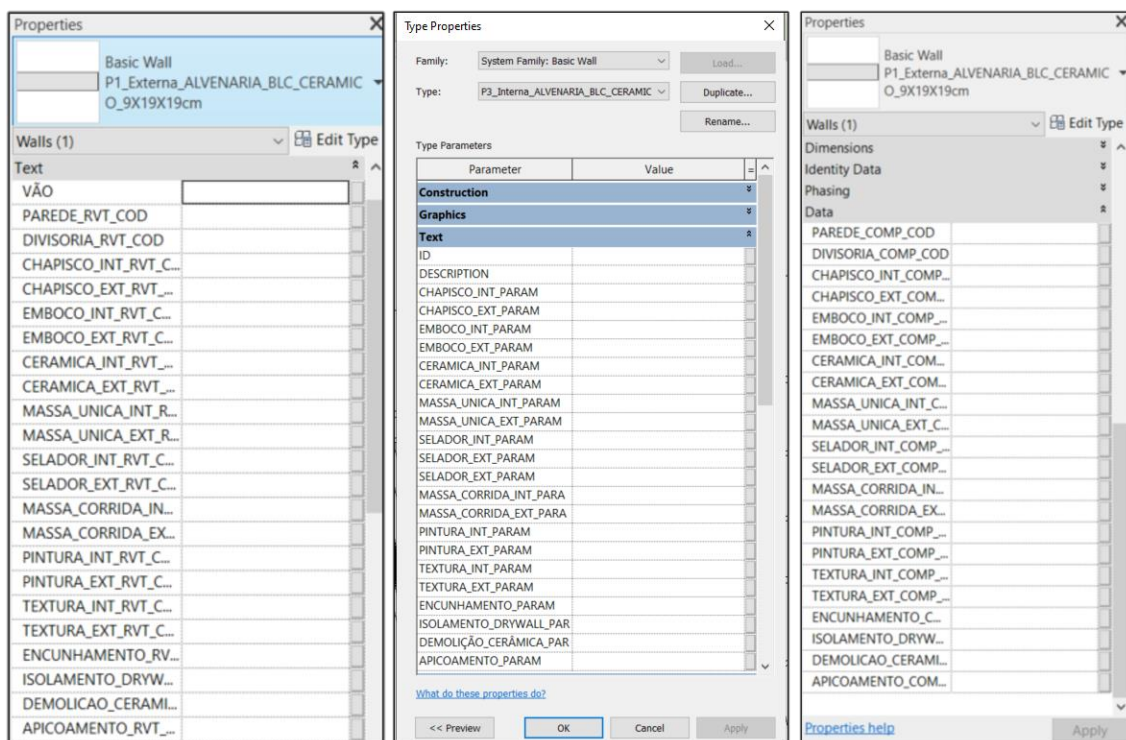 Properties
Basic Wall
P1_Externa_ALVENARIA_BLC_CERAMIC
O_9X19X19cm
Walls (1)
Edit Type
Text
VÃO
PAREDE_RVT_COD
DIVISORIA_RVT_COD
CHAPISCO_INT_RVT_C...
CHAPISCO_EXT_RVT_...
EMBOCO_INT_RVT_C...
EMBOCO_EXT_RVT_C...
CERAMICA_INT_RVT_...
CERAMICA_EXT_RVT_...
MASSA_UNICA_INT_R...
MASSA_UNICA_EXT_R...
SELADOR_INT_RVT_C...
SELADOR_EXT_RVT_C...
MASSA_CORRIDA_IN...
MASSA_CORRIDA_EX...
PINTURA_INT_RVT_C...
PINTURA_EXT_RVT_C...
TEXTURA_INT_RVT_C...
TEXTURA_EXT_RVT_C...
ENCUNHAMENTO_RV...
ISOLAMENTO_DRYW...
DEMOLICAO_CERAMI...
APICOAMENTO_RVT_...
Type Properties
Family: System Family: Basic Wall Load...
Type: P3_Interna_ALVENARIA_BLC_CERAMIC Duplicate...
Rename...
Type Parameters
Parameter Value =
Construction
Graphics
Text
ID
DESCRIPTION
CHAPISCO_INT_PARAM
CHAPISCO_EXT_PARAM
EMBOCO_INT_PARAM
EMBOCO_EXT_PARAM
CERAMICA_INT_PARAM
CERAMICA_EXT_PARAM
MASSA_UNICA_INT_PARAM
MASSA_UNICA_EXT_PARAM
SELADOR_INT_PARAM
SELADOR_EXT_PARAM
SELADOR_EXT_PARAM
MASSA_CORRIDA_INT_PARA
MASSA_CORRIDA_EXT_PARA
PINTURA_INT_PARAM
PINTURA_EXT_PARAM
TEXTURA_INT_PARAM
TEXTURA_EXT_PARAM
ENCUNHAMENTO_PARAM
ISOLAMENTO_DRYWALL_PAR
DEMOLIÇÃO_CERÂMICA_PAR
APICOAMENTO_PARAM
What do these properties do?
<< Preview OK Cancel Apply
Properties
Basic Wall
P1_Externa_ALVENARIA_BLC_CERAMIC
O_9X19X19cm
Walls (1)
Edit Type
Dimensions
Identity Data
Phasing
Data
PAREDE_COMP_COD
DIVISORIA_COMP_COD
CHAPISCO_INT_COMP...
CHAPISCO_EXT_COM...
EMBOCO_INT_COMP_...
EMBOCO_EXT_COMP_...
CERAMICA_INT_COM...
CERAMICA_EXT_COM...
MASSA_UNICA_INT_C...
MASSA_UNICA_EXT_C...
SELADOR_INT_COMP_...
SELADOR_EXT_COMP...
MASSA_CORRIDA_IN...
MASSA_CORRIDA_EX...
PINTURA_INT_COMP_...
PINTURA_EXT_COMP_...
TEXTURA_INT_COMP_...
TEXTURA_EXT_COMP_...
ENCUNHAMENTO_C...
ISOLAMENTO_DRYW...
DEMOLICAO_CERAMI...
APICOAMENTO_COM...
Properties help Apply